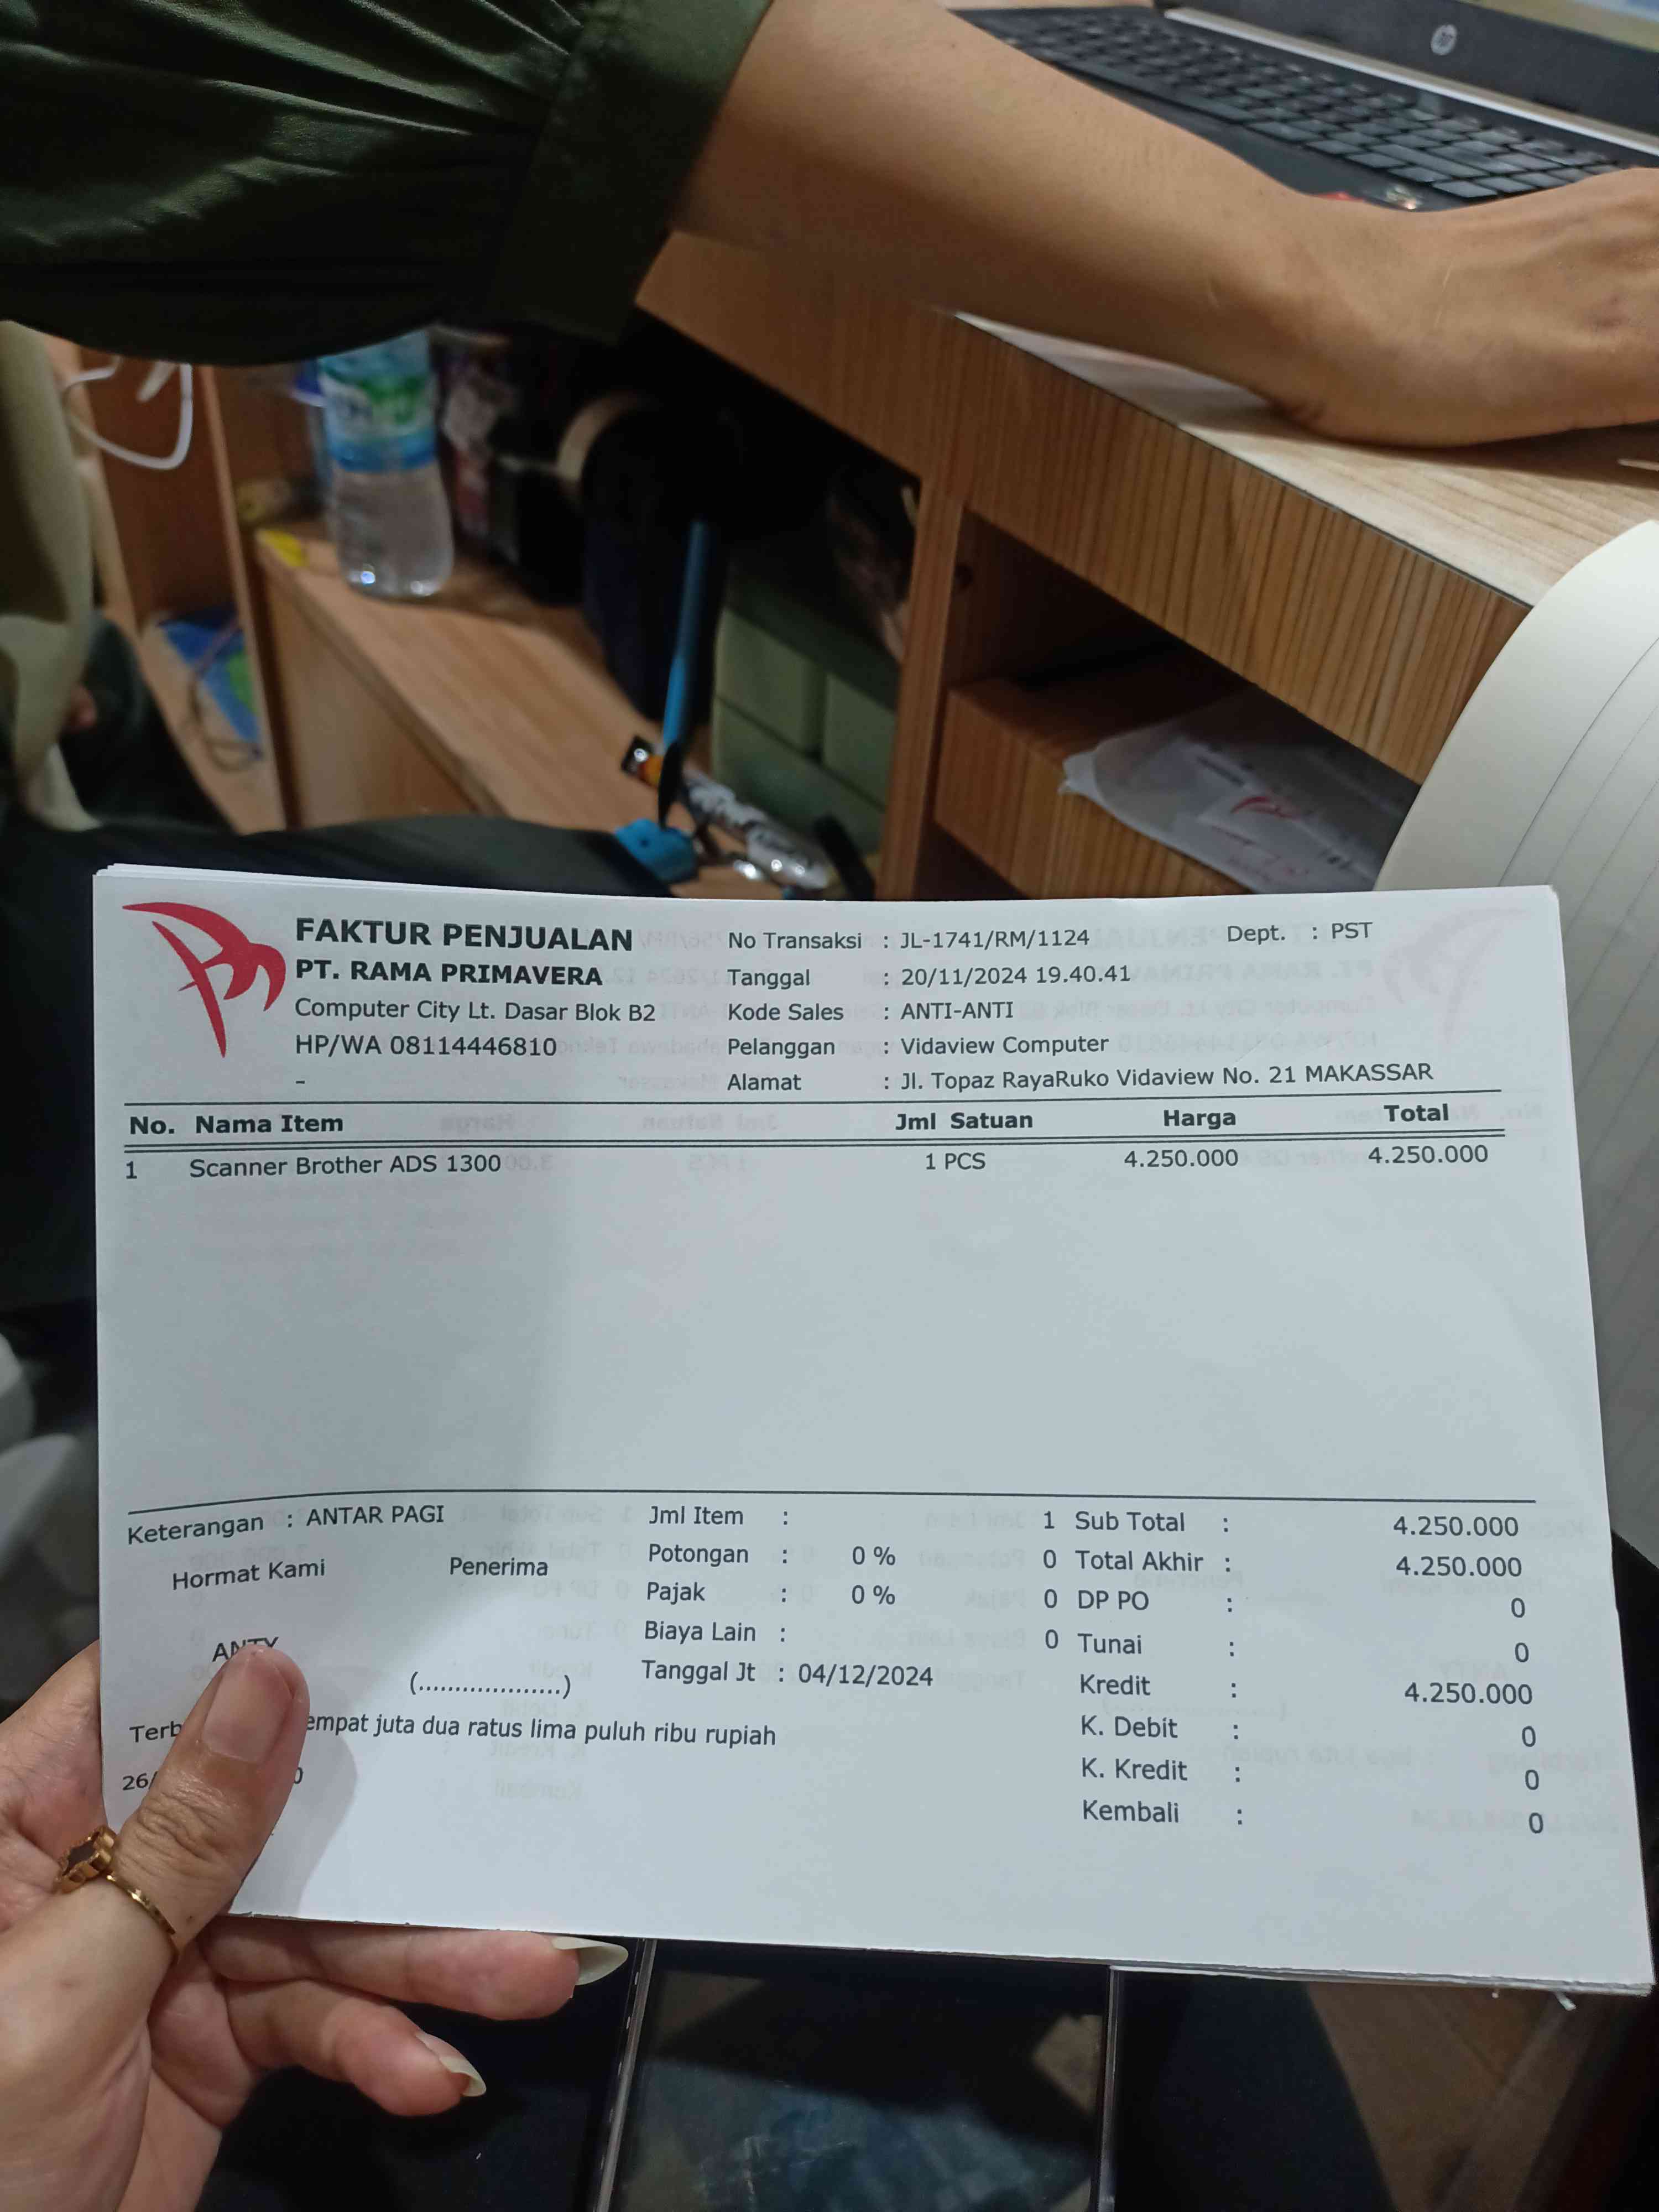 FAKTUR PENJUALAN
PT. RAMA PRIMAVERA
Computer City Lt. Dasar Blok B2
HP/WA 08114446810
-
No Transaksi : JL-1741/RM/1124 Dept. : PST
Tanggal : 20/11/2024 19.40.41
Kode Sales : ANTI-ANTI
Pelanggan : Vidaview Computer
Alamat : Jl. Topaz RayaRuko Vidaview No. 21 MAKASSAR
No. Nama Item Jml Satuan Harga Total
1 Scanner Brother ADS 1300 1 PCS 4.250.000 4.250.000
Keterangan : ANTAR PAGI
Hormat Kami Penerima
ANTY
(...................)
Jml Item : 1
Potongan : 0 % 0
Pajak : 0 % 0
Biaya Lain : 0
Tanggal Jt : 04/12/2024
Sub Total : 4.250.000
Total Akhir : 4.250.000
DP PO : 0
Tunai : 0
Kredit : 4.250.000
K. Debit : 0
K. Kredit : 0
Kembali : 0
empat juta dua ratus lima puluh ribu rupiah
26/
hp